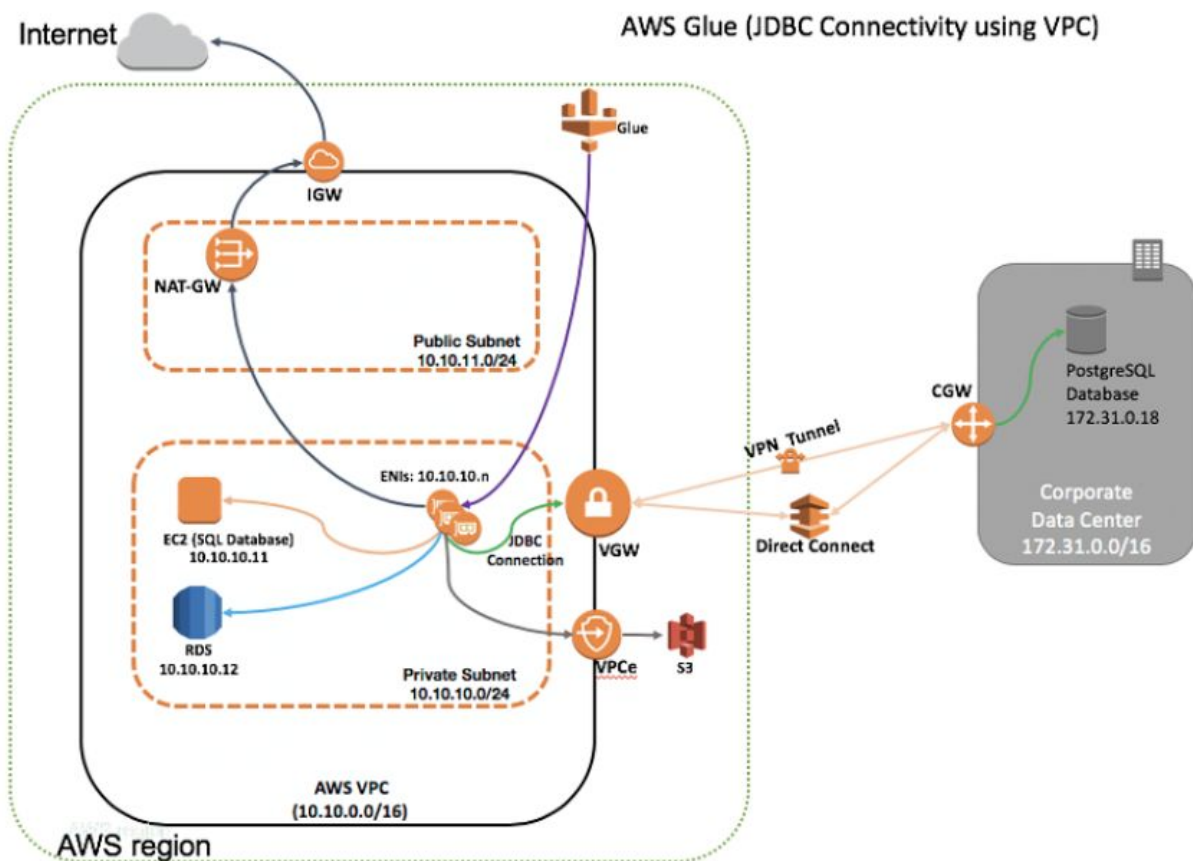 Internet
AWS Glue (JDBC Connectivity using VPC)
Glue
IGW
NAT-GW
Public Subnet
10.10.11.0/24
PostgreSQL
Database
172.31.0.18
CGW
VPN Tunnel
ENIs: 10.10.10.n
EC2 (SQL Database)
10.10.10.11
JDBC
Connection
VGW
Direct Connect
Corporate
Data Center
172.31.0.0/16
RDS
10.10.10.12
VPCe
S3
Private Subnet
10.10.10.0/24
AWS VPC
(10.10.0.0/16)
AWS region